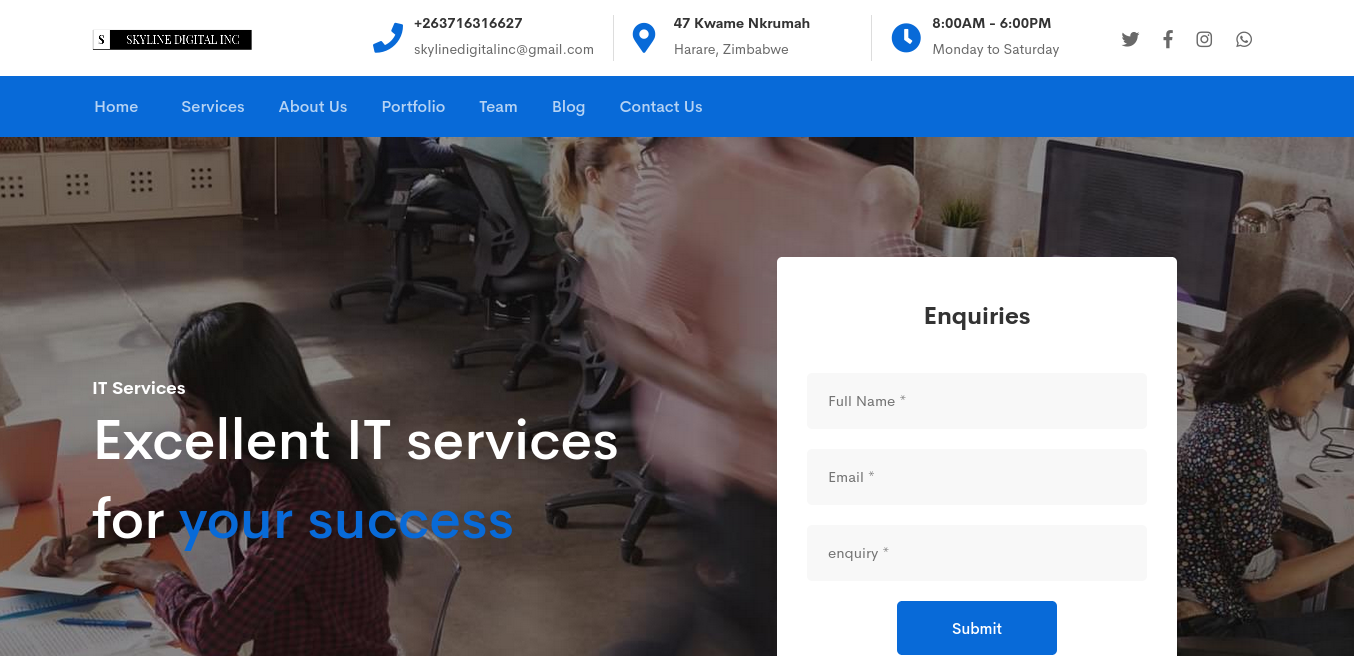 S SKYLINE DIGITAL INC
+263716316627
skylinedigitalinc@gmail.com
47 Kwame Nkrumah
Harare, Zimbabwe
8:00AM - 6:00PM
Monday to Saturday
Home Services About Us Portfolio Team Blog Contact Us
IT Services
Excellent IT services
for your success
Enquiries
Full Name *
Email *
enquiry *
Submit